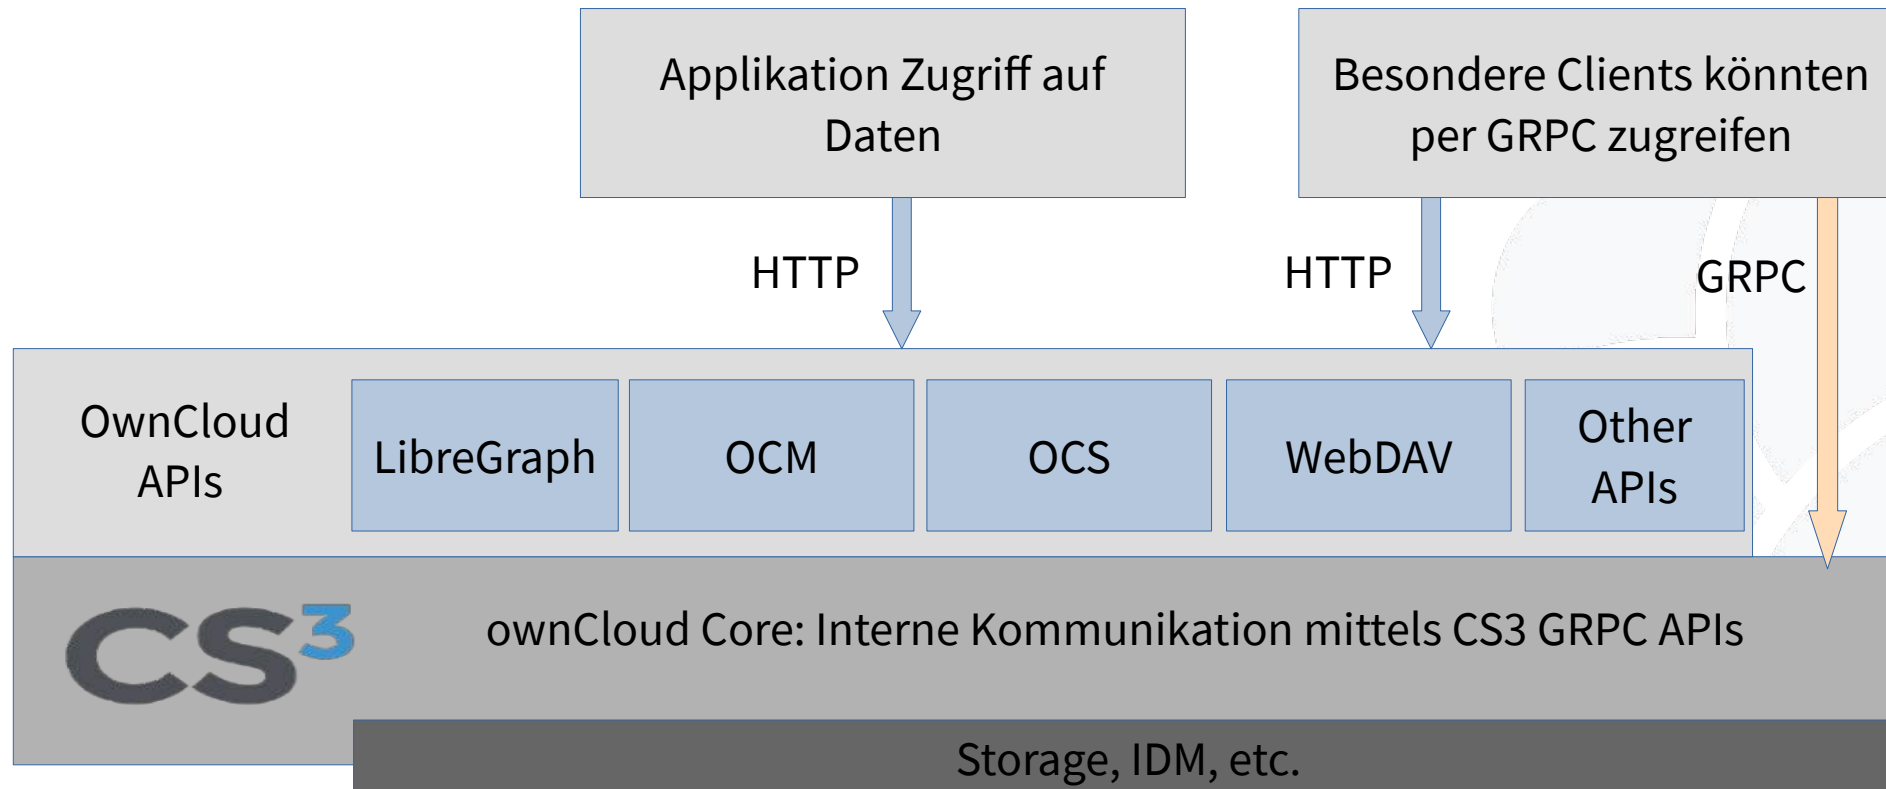 Applikation Zugriff auf
Daten
Besondere Clients könnten
per GRPC zugreifen
HTTP
HTTP
GRPC
OwnCloud
APIs
LibreGraph
OCM
OCS
WebDAV
Other
APIs
CS3
ownCloud Core: Interne Kommunikation mittels CS3 GRPC APIs
Storage, IDM, etc.